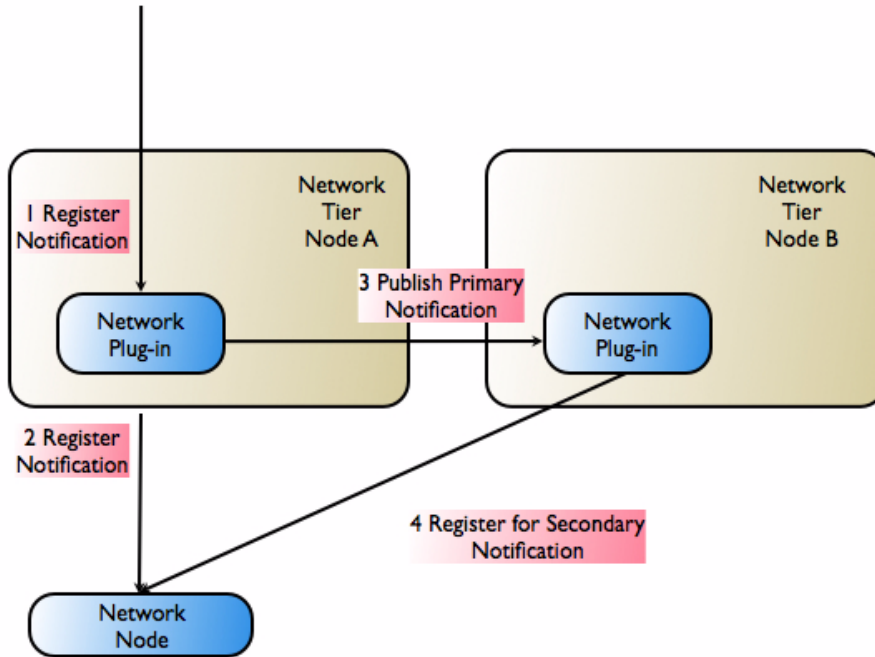 Network
Tier
Node A
Network
Tier
Node B
1 Register
Notification
3 Publish Primary
Notification
Network
Plug-in
Network
Plug-in
2 Register
Notification
4 Register for Secondary
Notification
Network
Node